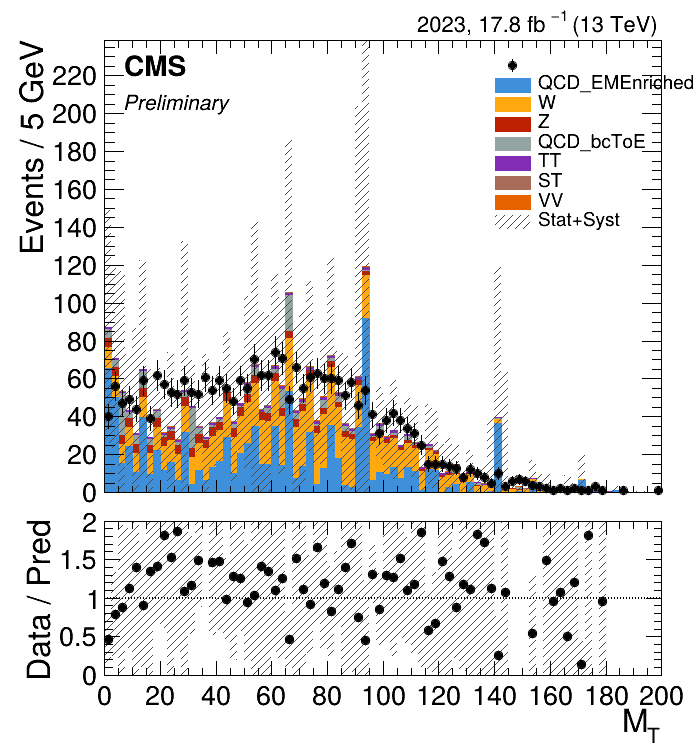 2023, 17.8 fb⁻¹ (13 TeV)
CMS
Preliminary
Events / 5 GeV
220
200
180
160
140
120
100
80
60
40
20
0
QCD_EMEnriched
W
Z
QCD_bcToE
TT
ST
VV
Stat+Syst
Data / Pred
2
1.5
1
0.5
0
0 20 40 60 80 100 120 140 160 180 200
M_T